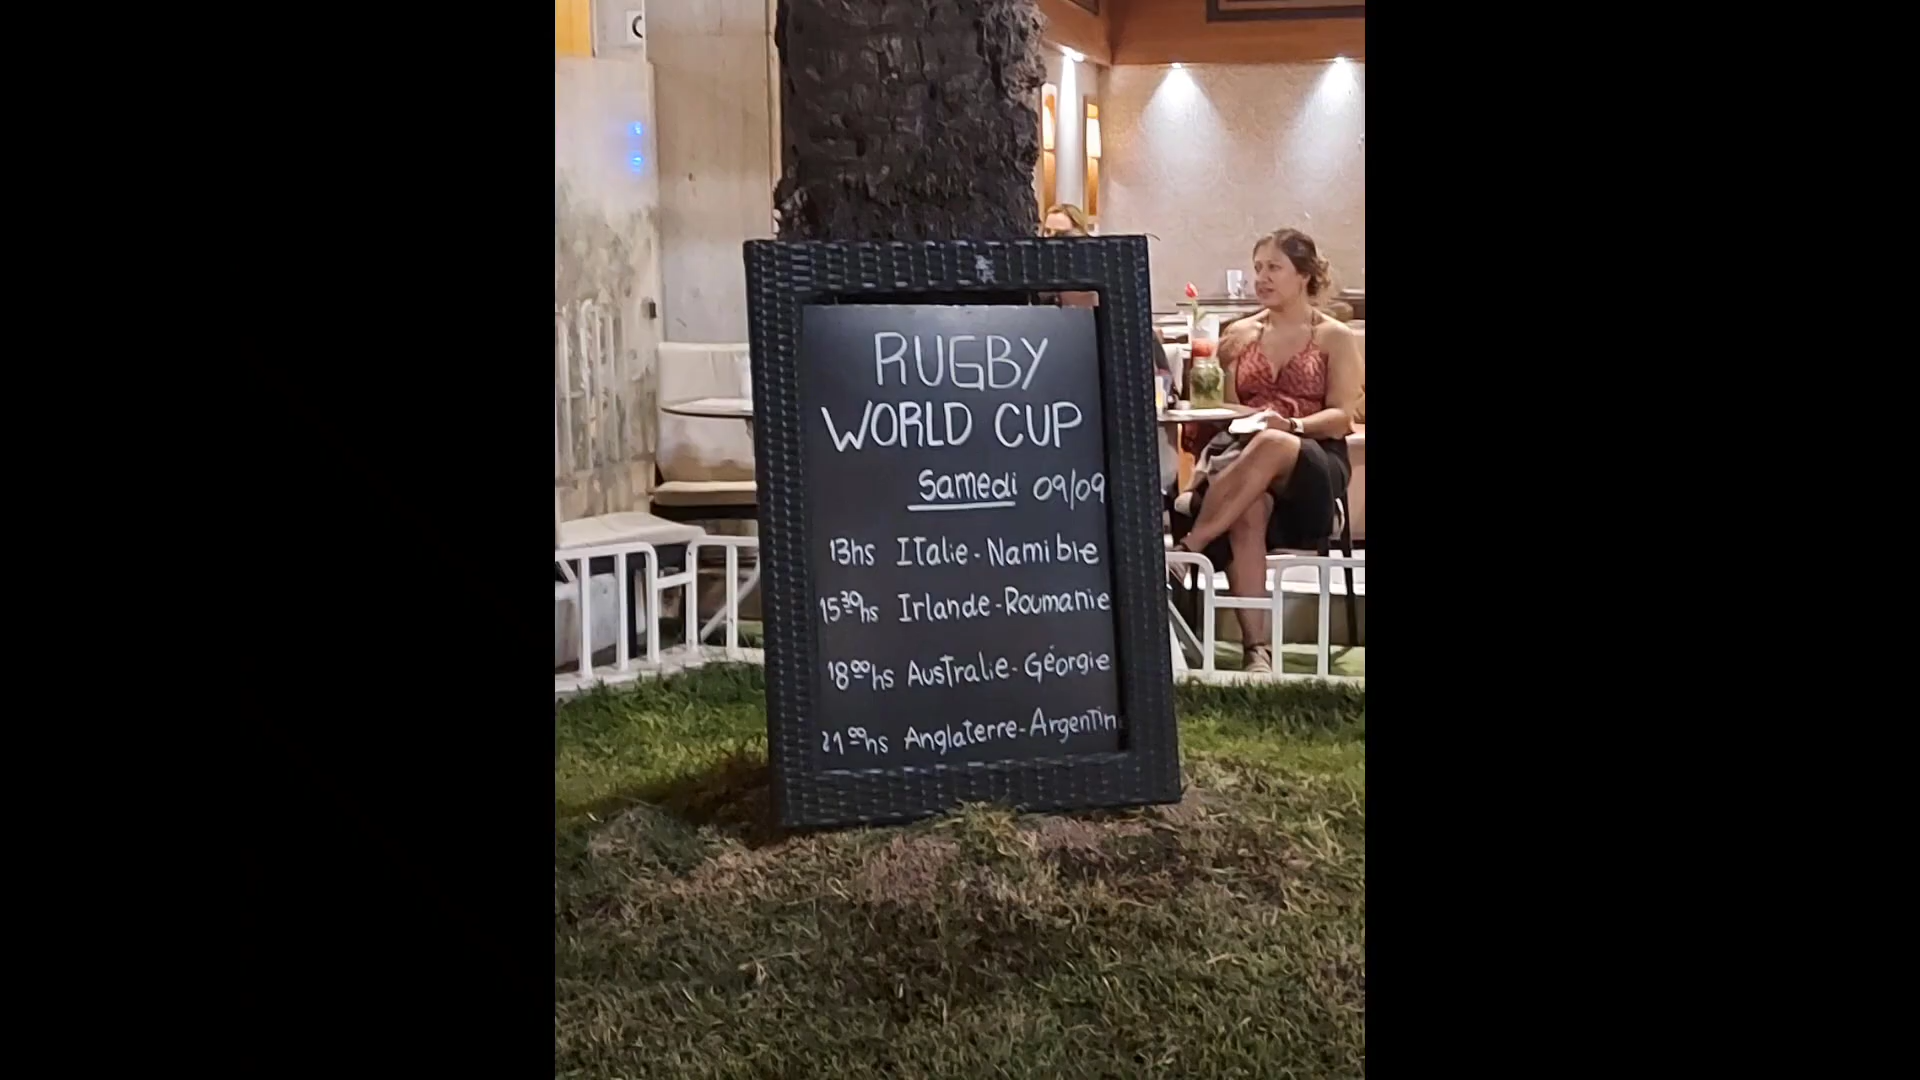 RUGBY
WORLD CUP
Samedi 09/09
13hs Italie-Namibie
15³⁰hs Irlande-Roumanie
18⁰⁰hs Australie-Géorgie
21⁰⁰hs Anglaterre-Argentin